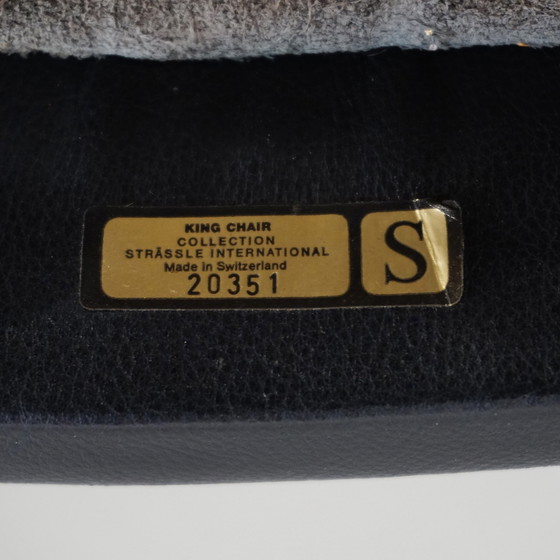 KING CHAIR
COLLECTION
STRÄSSLE INTERNATIONAL
Made in Switzerland
20351
S